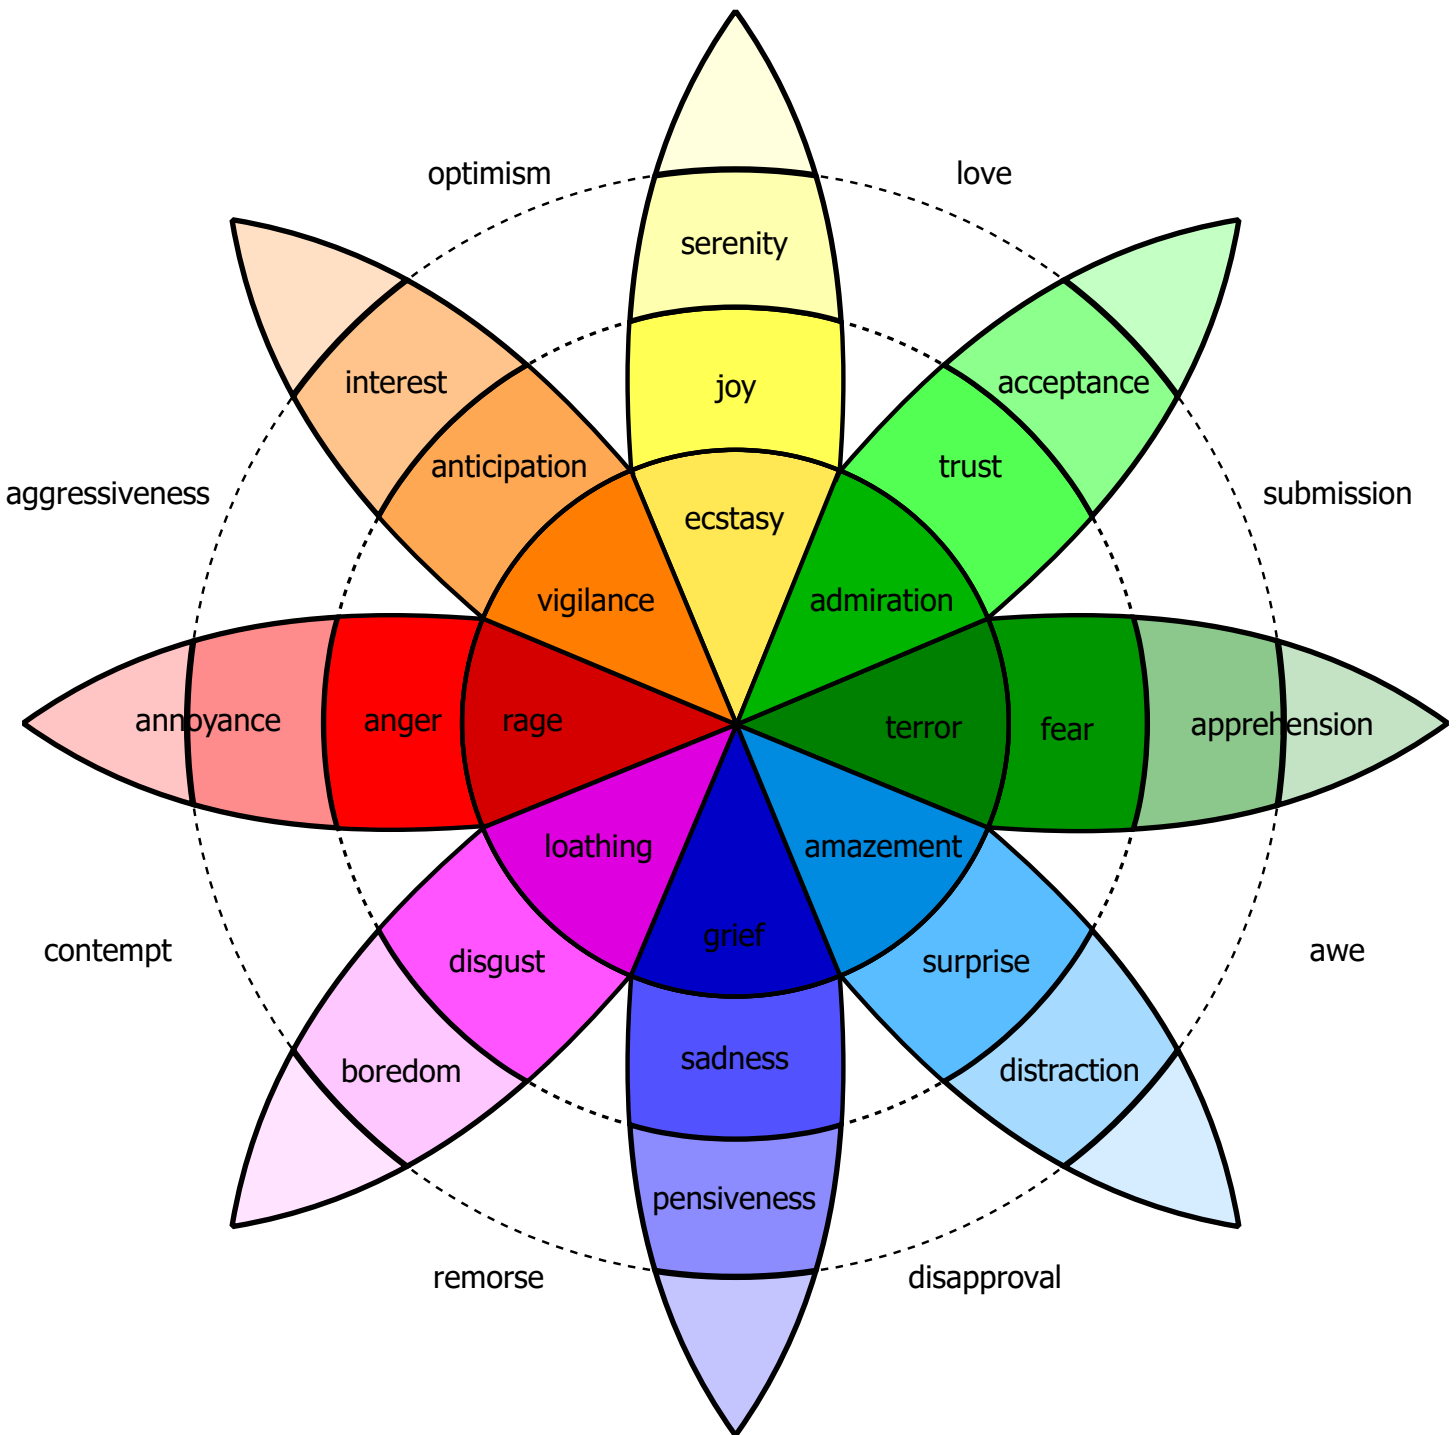 optimism
love
serenity
interest
joy
acceptance
anticipation
trust
aggressiveness
submission
ecstasy
vigilance
admiration
annoyance
anger
rage
terror
fear
apprehension
loathing
amazement
grief
contempt
awe
disgust
surprise
sadness
boredom
distraction
pensiveness
remorse
disapproval